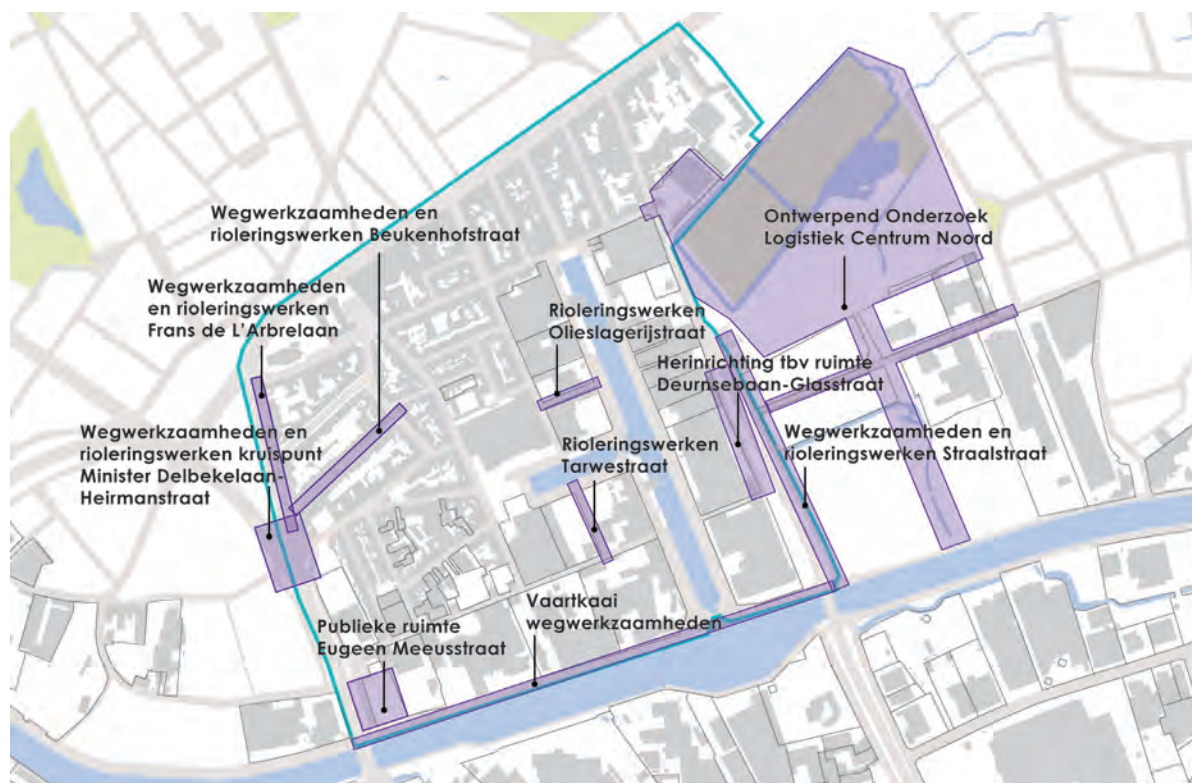 Wegwerkzaamheden en
rioleringswerken Beukenhofstraat
Ontwerpend Onderzoek
Logistiek Centrum Noord
Wegwerkzaamheden
en rioleringswerken
Frans de L'Arbrelaan
Rioleringswerken
Olieslagerijstraat
Herinrichting tbv ruimte
Deurnsebaan-Glasstraat
Wegwerkzaamheden en
rioleringswerken kruispunt
Minister Delbekelaan-
Heirmanstraat
Rioleringswerken
Tarwestraat
Wegwerkzaamheden en
rioleringswerken Straalstraat
Vaartkaai
wegwerkzaamheden
Publieke ruimte
Eugeen Meeusstraat